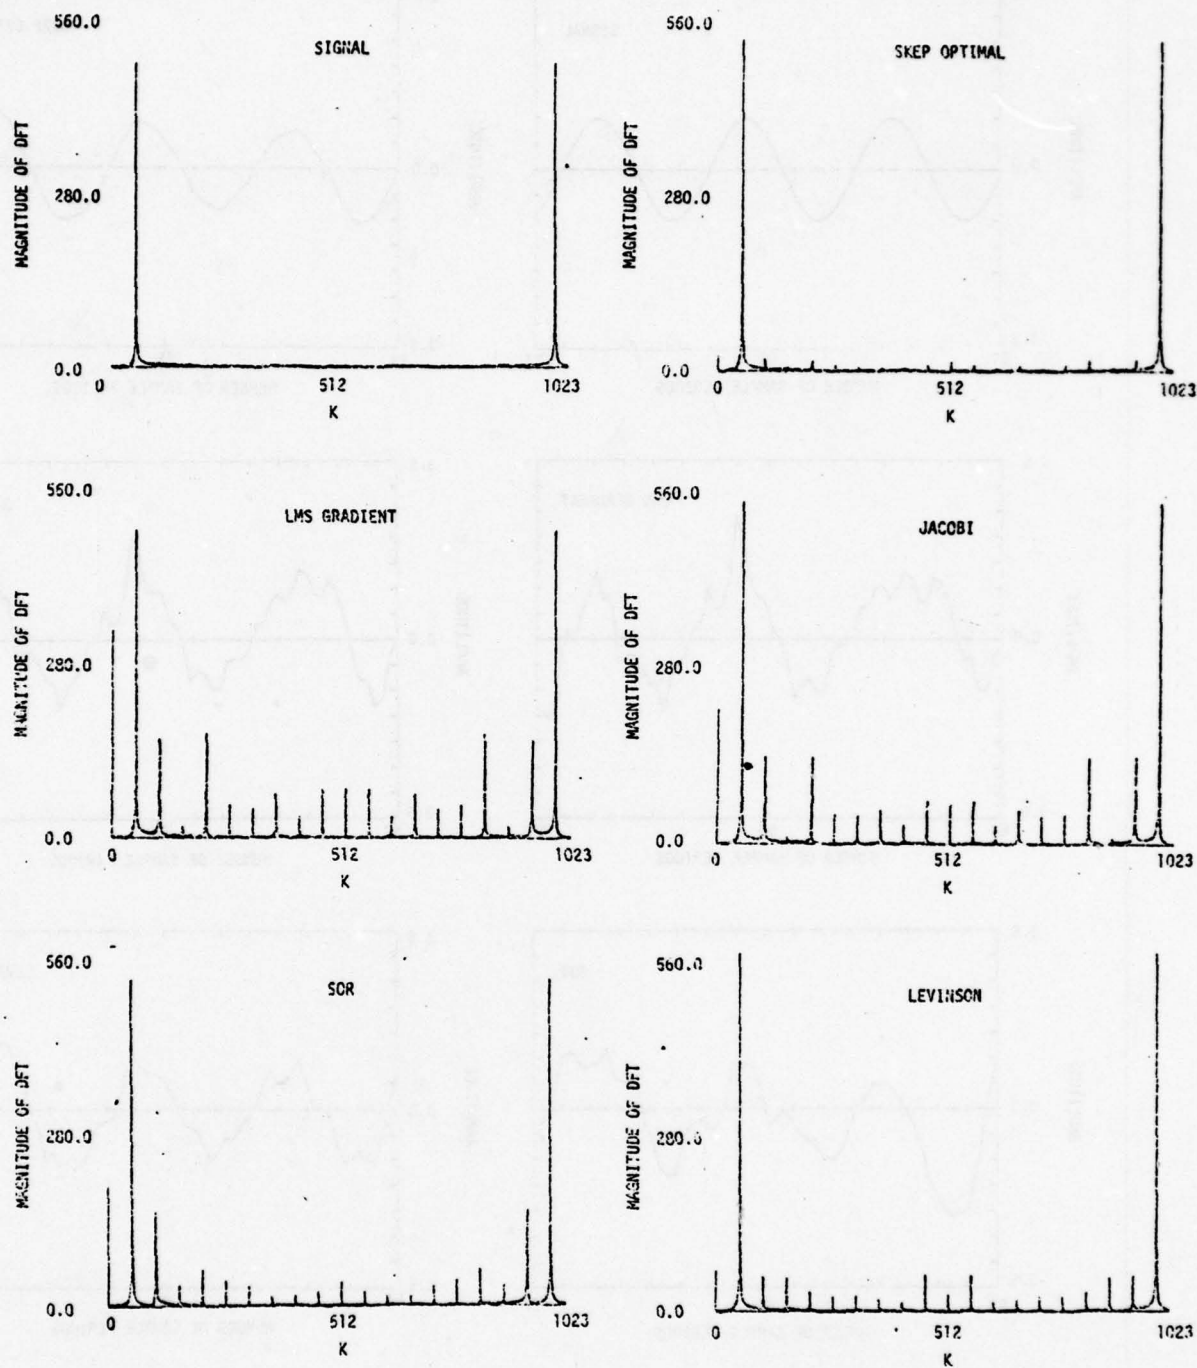 560.0
SIGNAL
MAGNITUDE OF DFT
280.0
0.0
0
512
1023
K
560.0
SKEP OPTIMAL
MAGNITUDE OF DFT
280.0
0.0
0
512
1023
K
560.0
LMS GRADIENT
MAGNITUDE OF DFT
280.0
0.0
0
512
1023
K
560.0
JACOBI
MAGNITUDE OF DFT
280.0
0.0
0
512
1023
K
560.0
SOR
MAGNITUDE OF DFT
280.0
0.0
0
512
1023
K
560.0
LEVINSON
MAGNITUDE OF DFT
280.0
0.0
0
512
1023
K